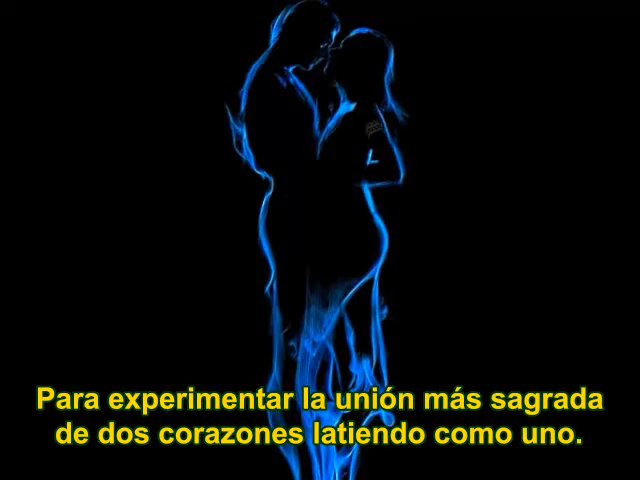 Para experimentar la unión más sagrada
de dos corazones latiendo como uno.